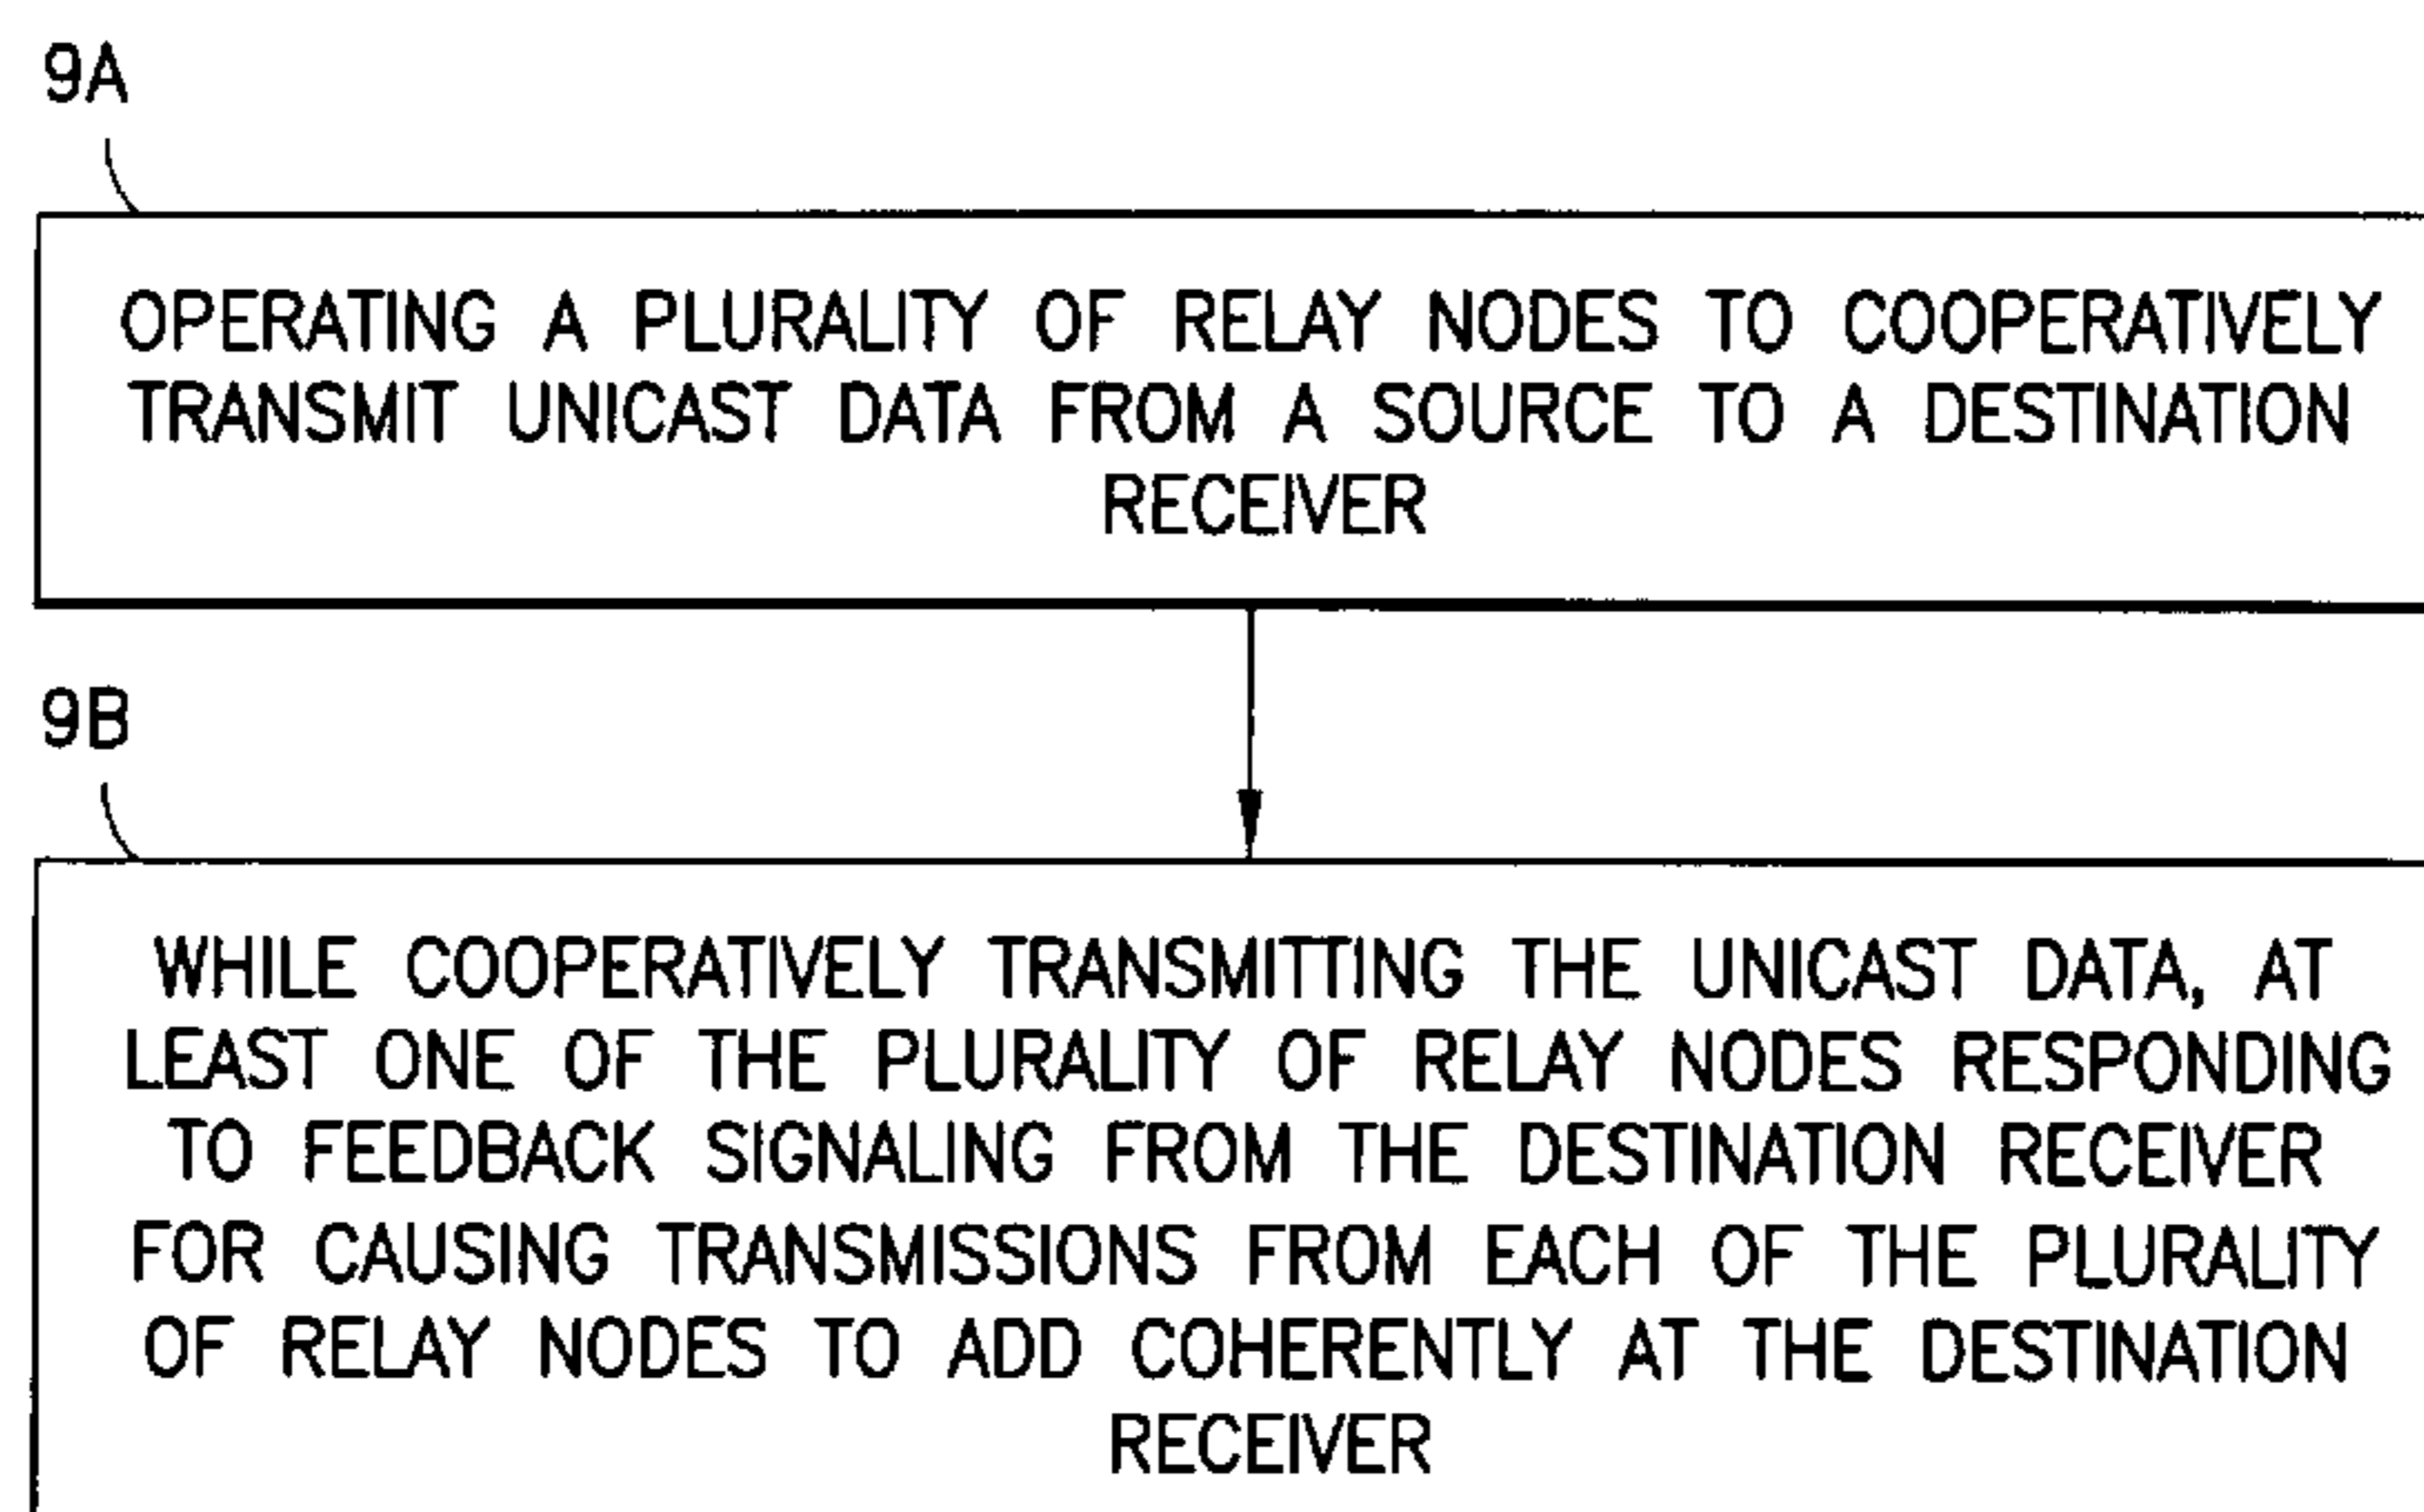 9A
OPERATING A PLURALITY OF RELAY NODES TO COOPERATIVELY
TRANSMIT UNICAST DATA FROM A SOURCE TO A DESTINATION
RECEIVER
9B
WHILE COOPERATIVELY TRANSMITTING THE UNICAST DATA, AT
LEAST ONE OF THE PLURALITY OF RELAY NODES RESPONDING
TO FEEDBACK SIGNALING FROM THE DESTINATION RECEIVER
FOR CAUSING TRANSMISSIONS FROM EACH OF THE PLURALITY
OF RELAY NODES TO ADD COHERENTLY AT THE DESTINATION
RECEIVER